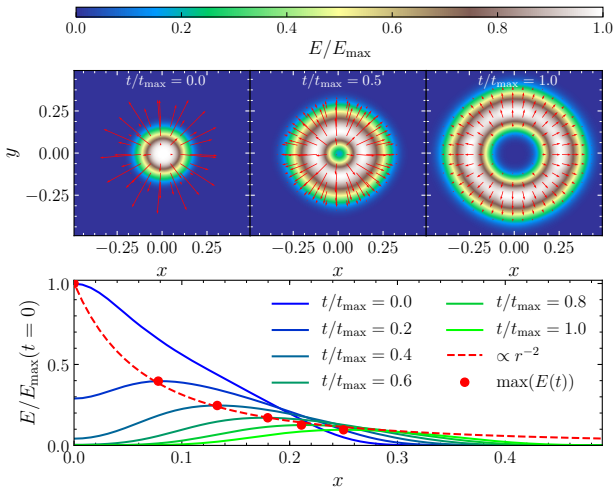 0.0 0.2 0.4 0.6 0.8 1.0
E/E_max
t/t_max = 0.0 t/t_max = 0.5 t/t_max = 1.0
0.25
0.00
−0.25
y
−0.25 0.00 0.25 −0.25 0.00 0.25 −0.25 0.00 0.25
x x x
1.0
0.5
0.0
E/E_max(t = 0)
t/t_max = 0.0
t/t_max = 0.2
t/t_max = 0.4
t/t_max = 0.6
t/t_max = 0.8
t/t_max = 1.0
∝ r⁻²
max(E(t))
0.0 0.1 0.2 0.3 0.4
x